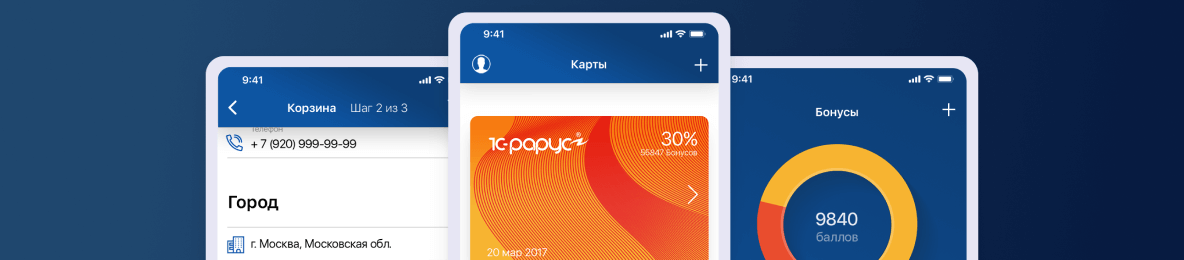 9:41
Корзина Шаг 2 из 3
Телефон
+ 7 (920) 999-99-99
Город
г. Москва, Московская обл.
9:41
Карты
1С-РАРУС
30%
56847 Бонусов
20 мар 2017
9:41
Бонусы
9840
баллов